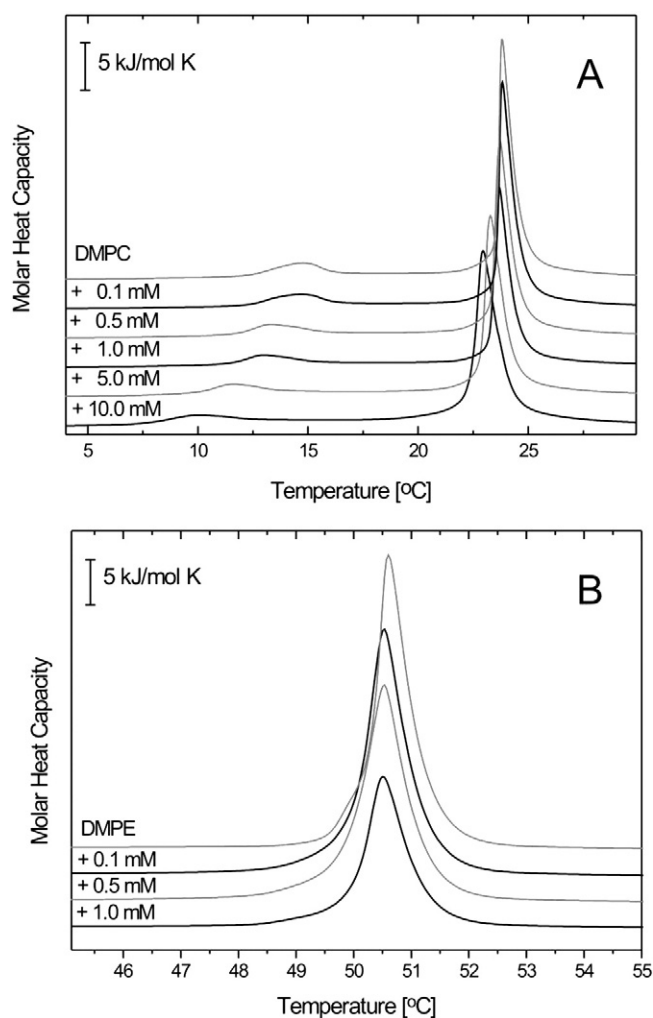 5 kJ/mol K
A
Molar Heat Capacity
DMPC
+ 0.1 mM
+ 0.5 mM
+ 1.0 mM
+ 5.0 mM
+ 10.0 mM
5 10 15 20 25
Temperature [ºC]
5 kJ/mol K
B
Molar Heat Capacity
DMPE
+ 0.1 mM
+ 0.5 mM
+ 1.0 mM
46 47 48 49 50 51 52 53 54 55
Temperature [ºC]